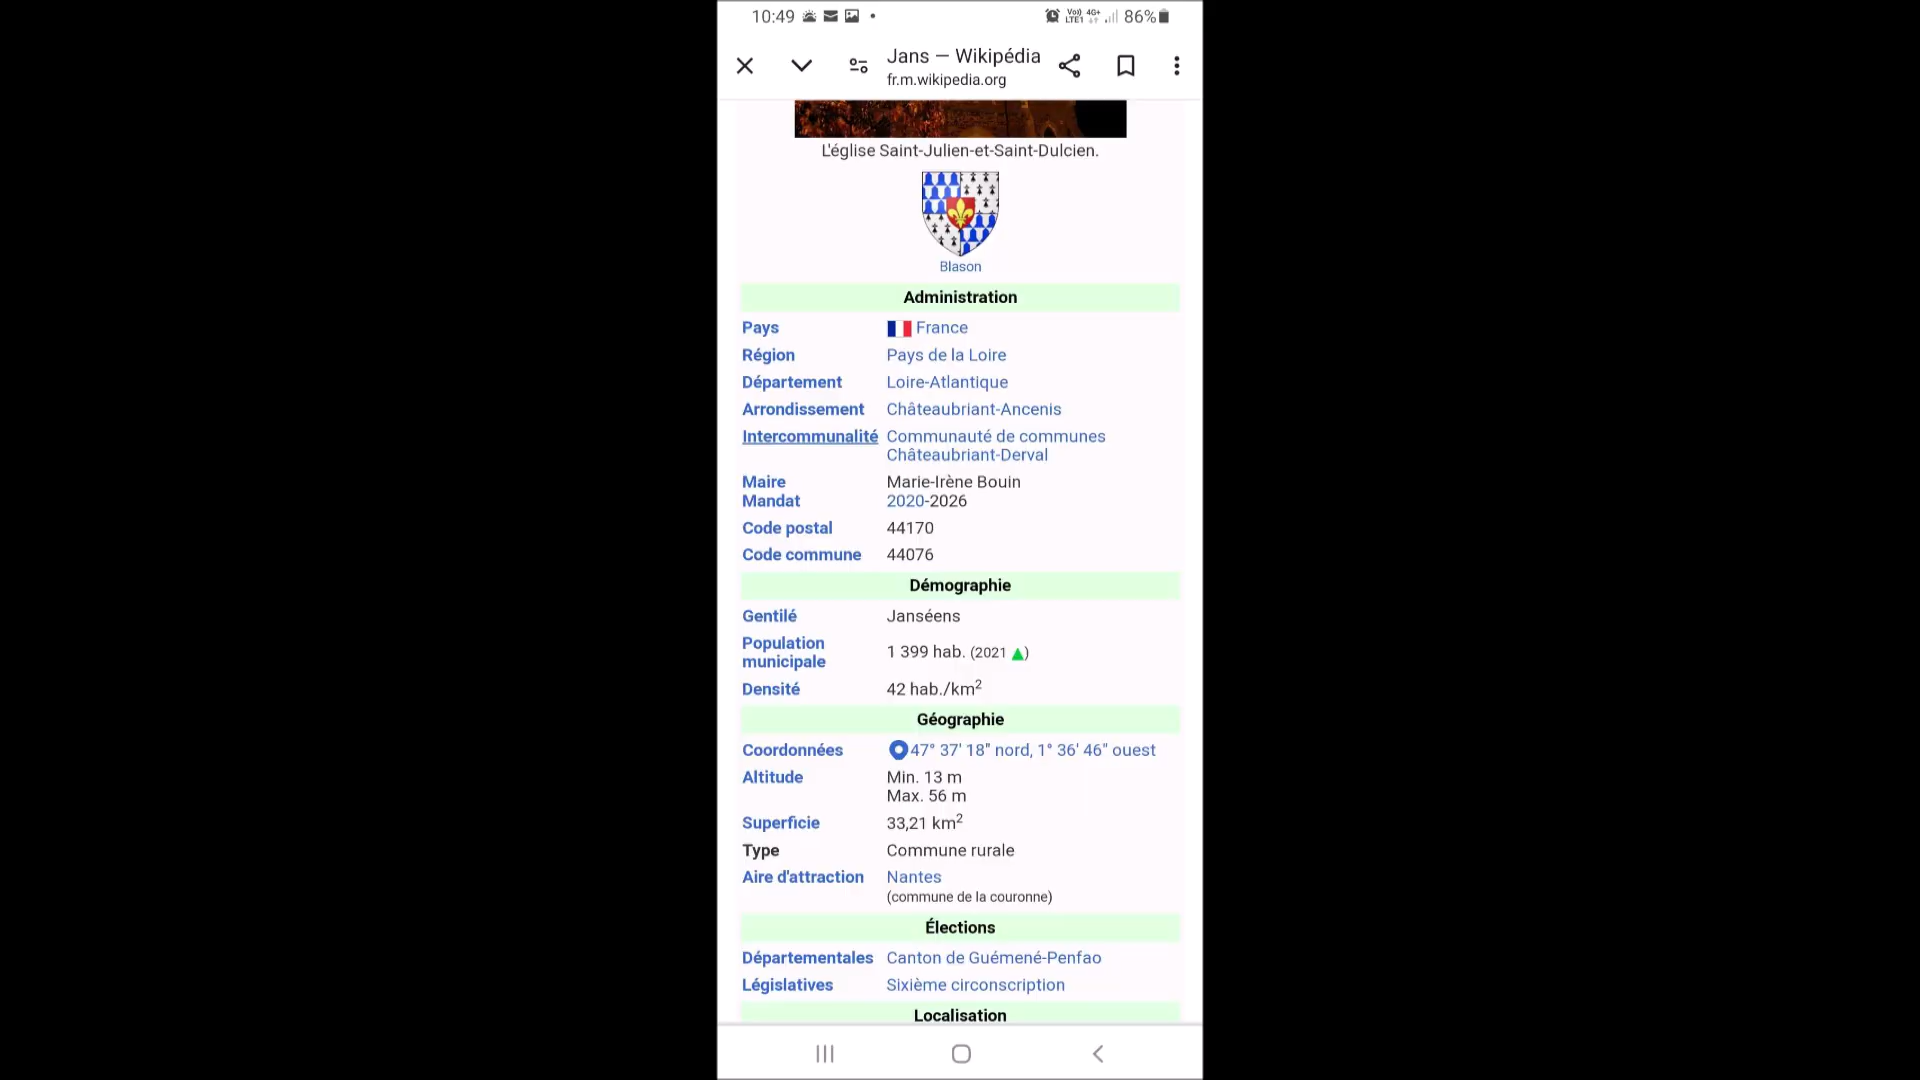 10:49
Vo)) 4G+
LTE1
86%
Jans — Wikipédia
fr.m.wikipedia.org
L'église Saint-Julien-et-Saint-Dulcien.
Blason
Administration
Pays France
Région Pays de la Loire
Département Loire-Atlantique
Arrondissement Châteaubriant-Ancenis
Intercommunalité Communauté de communes
Châteaubriant-Derval
Maire Marie-Irène Bouin
Mandat 2020-2026
Code postal 44170
Code commune 44076
Démographie
Gentilé Janséens
Population
municipale 1 399 hab. (2021 ▲)
Densité 42 hab./km²
Géographie
Coordonnées 47° 37′ 18″ nord, 1° 36′ 46″ ouest
Altitude Min. 13 m
Max. 56 m
Superficie 33,21 km²
Type Commune rurale
Aire d'attraction Nantes
(commune de la couronne)
Élections
Départementales Canton de Guémené-Penfao
Législatives Sixième circonscription
Localisation